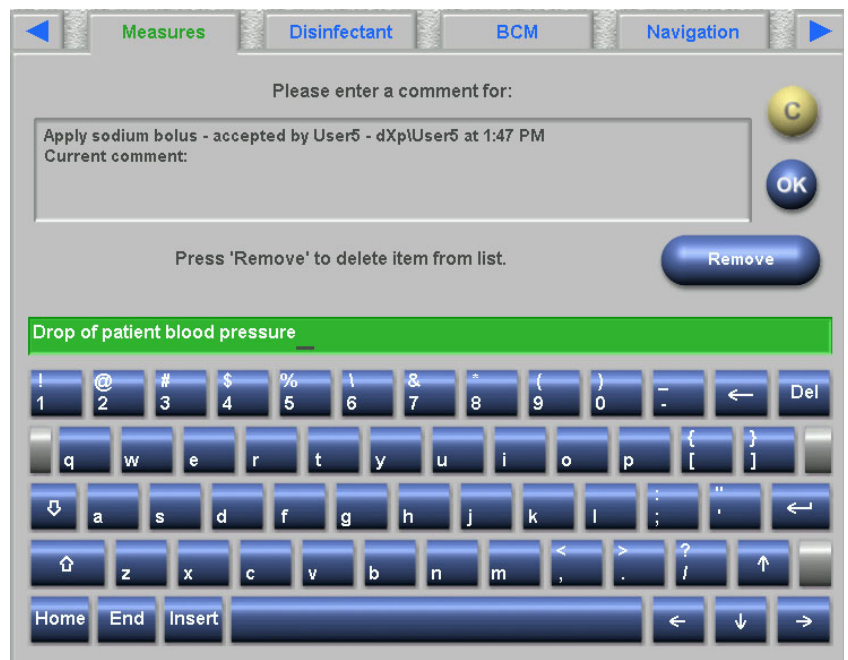 Measures Disinfectant BCM Navigation
Please enter a comment for:
C
Apply sodium bolus - accepted by User5 - dXp\User5 at 1:47 PM
Current comment:
OK
Press 'Remove' to delete item from list.
Remove
Drop of patient blood pressure_
! @ # $ % \ & * ( ) _
1 2 3 4 5 6 7 8 9 0 - ← Del
{ }
q w e r t y u i o p [ ]
: "
⇩ a s d f g h j k l ; ' ↵
< > ?
⇧ z x c v b n m , . / ↑
Home End Insert ← ↓ →